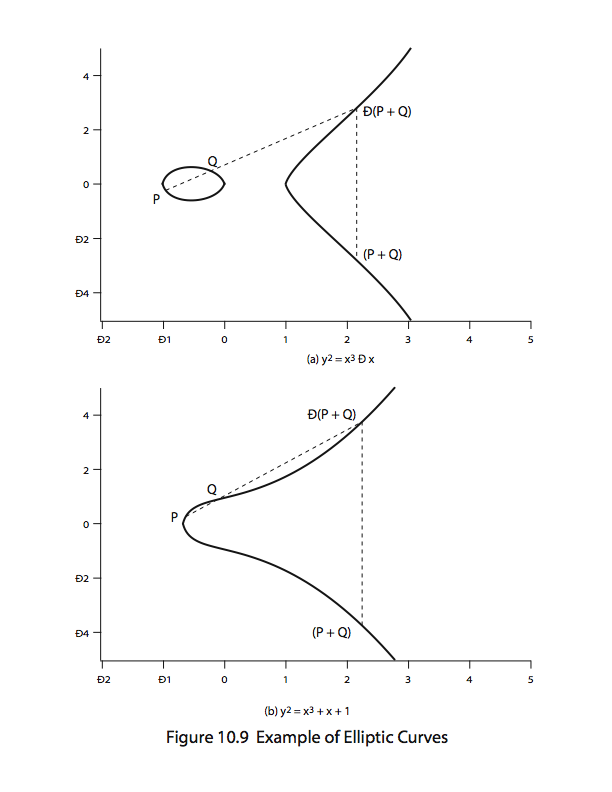 4
Đ(P + Q)
2
Q
0
P
(P + Q)
Đ2
Đ4
Đ2 Đ1 0 1 2 3 4 5
(a) y² = x³ Đ x
4
Đ(P + Q)
2
Q
P
0
Đ2
(P + Q)
Đ4
Đ2 Đ1 0 1 2 3 4 5
(b) y² = x³ + x + 1
Figure 10.9 Example of Elliptic Curves